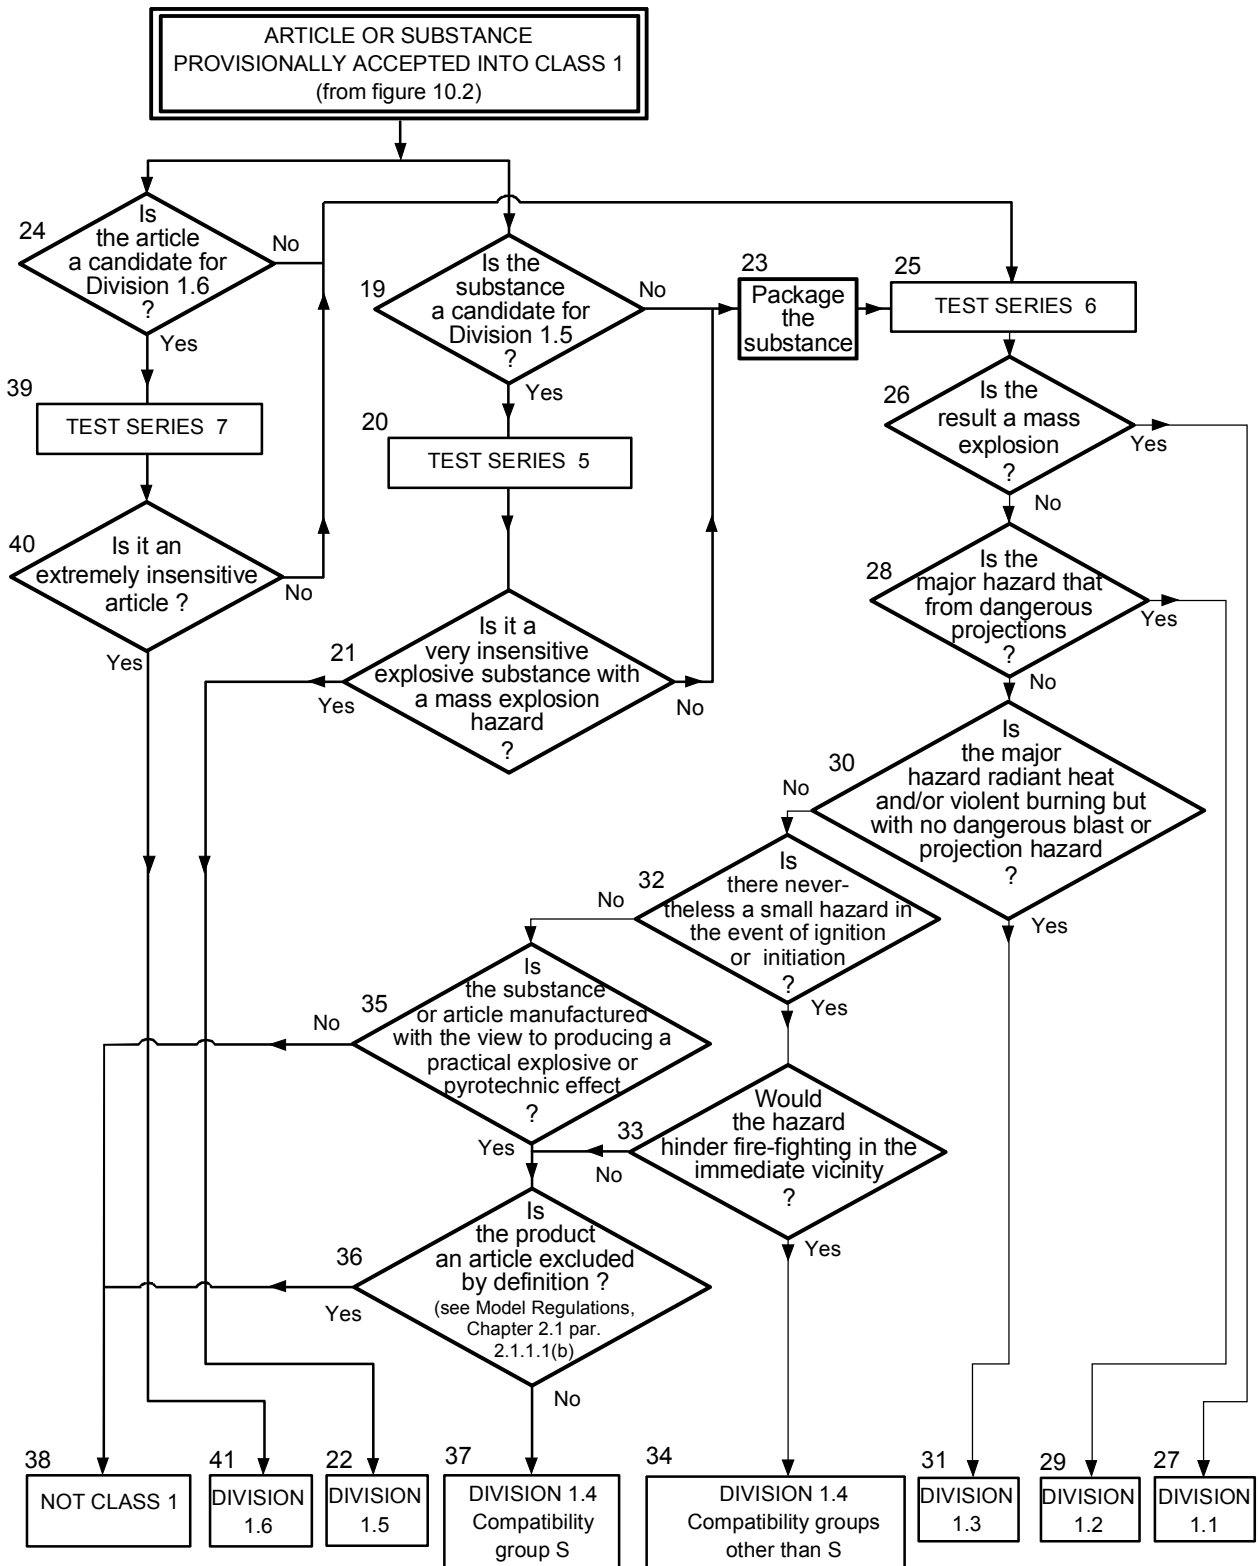 ARTICLE OR SUBSTANCE
PROVISIONALLY ACCEPTED INTO CLASS 1
(from figure 10.2)
24
Is
the article
a candidate for
Division 1.6
?
No
Yes
39
TEST SERIES 7
40
Is it an
extremely insensitive
article ?
No
Yes
19
Is the
substance
a candidate for
Division 1.5
?
No
Yes
20
TEST SERIES 5
21
Is it a
very insensitive
explosive substance with
a mass explosion
hazard
?
Yes
No
23
Package
the
substance
25
TEST SERIES 6
26
Is the
result a mass
explosion
?
Yes
No
28
Is the
major hazard that
from dangerous
projections
?
Yes
No
30
Is
the major
hazard radiant heat
and/or violent burning but
with no dangerous blast or
projection hazard
?
No
Yes
32
Is
there never-
theless a small hazard in
the event of ignition
or initiation
?
No
Yes
35
Is
the substance
or article manufactured
with the view to producing a
practical explosive or
pyrotechnic effect
?
No
Yes
33
Would
the hazard
hinder fire-fighting in the
immediate vicinity
?
No
Yes
36
Is
the product
an article excluded
by definition ?
(see Model Regulations,
Chapter 2.1 par.
2.1.1.1(b)
Yes
No
38
NOT CLASS 1
41
DIVISION
1.6
22
DIVISION
1.5
37
DIVISION 1.4
Compatibility
group S
34
DIVISION 1.4
Compatibility groups
other than S
31
DIVISION
1.3
29
DIVISION
1.2
27
DIVISION
1.1